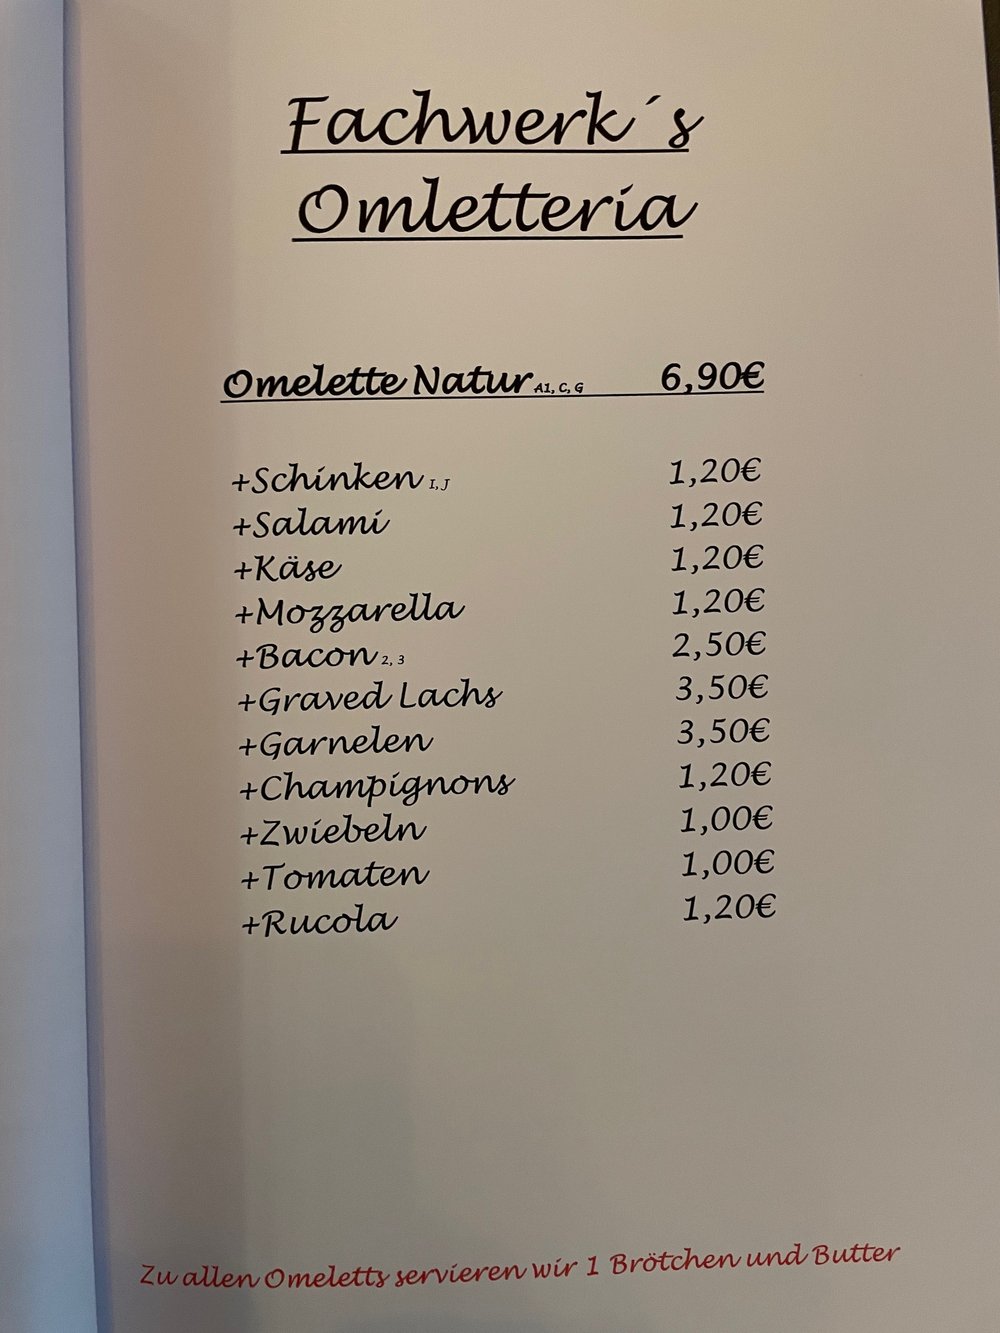 Fachwerk´s
Omletteria
Omelette Natur A1, C, G 6,90€
+Schinken I, J 1,20€
+Salami 1,20€
+Käse 1,20€
+Mozzarella 1,20€
+Bacon 2, 3 2,50€
+Graved Lachs 3,50€
+Garnelen 3,50€
+Champignons 1,20€
+Zwiebeln 1,00€
+Tomaten 1,00€
+Rucola 1,20€
Zu allen Omeletts servieren wir 1 Brötchen und Butter